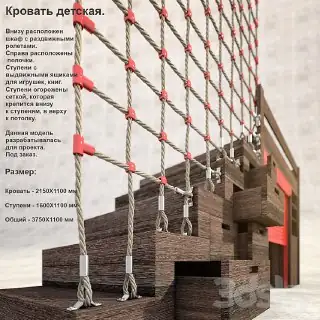 Кровать детская.
Внизу расположен
шкаф с раздвижными
ролетами.
Справа расположены
полочки.
Ступени с
выдвижными ящиками
для игрушек, книг.
Ступени огорожены
сеткой, которая
крепится внизу
к ступеням, а вверху
к потолку.
Данная модель
разрабатывалась
для проекта.
Под заказ.
Размер:
Кровать - 2150Х1100 мм
Ступени - 1600Х1100 мм
Общий - 3750Х1100 мм